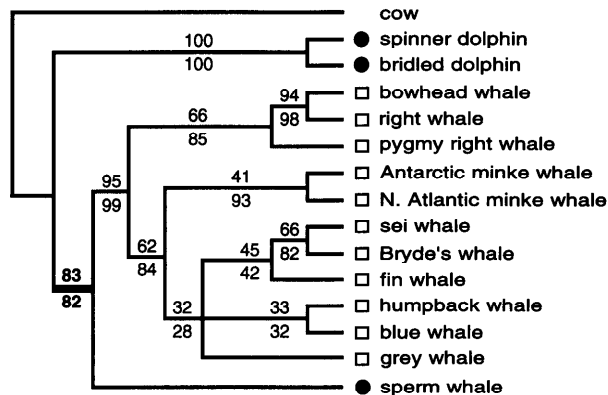 cow
100 spinner dolphin
100 bridled dolphin
94 bowhead whale
66 98 right whale
85 pygmy right whale
41 Antarctic minke whale
95 93 N. Atlantic minke whale
99 66 sei whale
62 45 82 Bryde's whale
84 42 fin whale
83 32 33 humpback whale
82 28 32 blue whale
grey whale
sperm whale